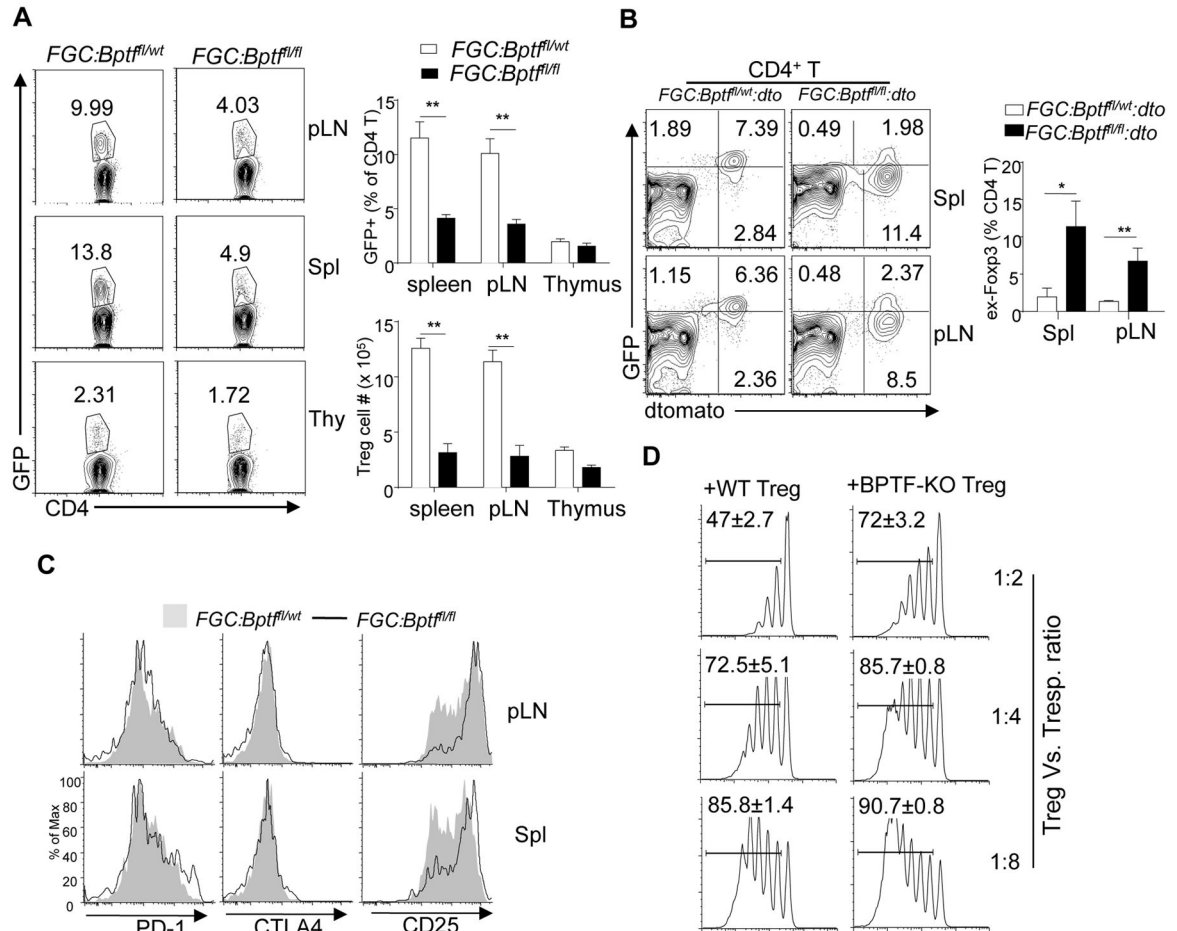 A
FGC:Bptf^fl/wt FGC:Bptf^fl/fl
9.99 4.03 pLN
13.8 4.9 Spl
2.31 1.72 Thy
GFP
CD4
FGC:Bptf^fl/wt
FGC:Bptf^fl/fl
GFP+ (% of CD4 T)
15
10
5
0
** **
spleen pLN Thymus
Treg cell # (x 10⁵)
15
10
5
0
** **
spleen pLN Thymus
B
CD4⁺ T
FGC:Bptf^fl/wt:dto FGC:Bptf^fl/fl:dto
1.89 7.39 0.49 1.98
Spl
2.84 11.4
1.15 6.36 0.48 2.37
pLN
2.36 8.5
GFP
dtomato
FGC:Bptf^fl/wt:dto
FGC:Bptf^fl/fl:dto
ex-Foxp3 (% CD4 T)
20
15
10
5
0
* **
Spl pLN
C
FGC:Bptf^fl/wt FGC:Bptf^fl/fl
pLN
Spl
% of Max
100
80
60
40
20
0
PD-1 CTLA4 CD25
D
+WT Treg +BPTF-KO Treg
47±2.7 72±3.2
1:2
72.5±5.1 85.7±0.8
1:4
85.8±1.4 90.7±0.8
1:8
Treg Vs. Tresp. ratio